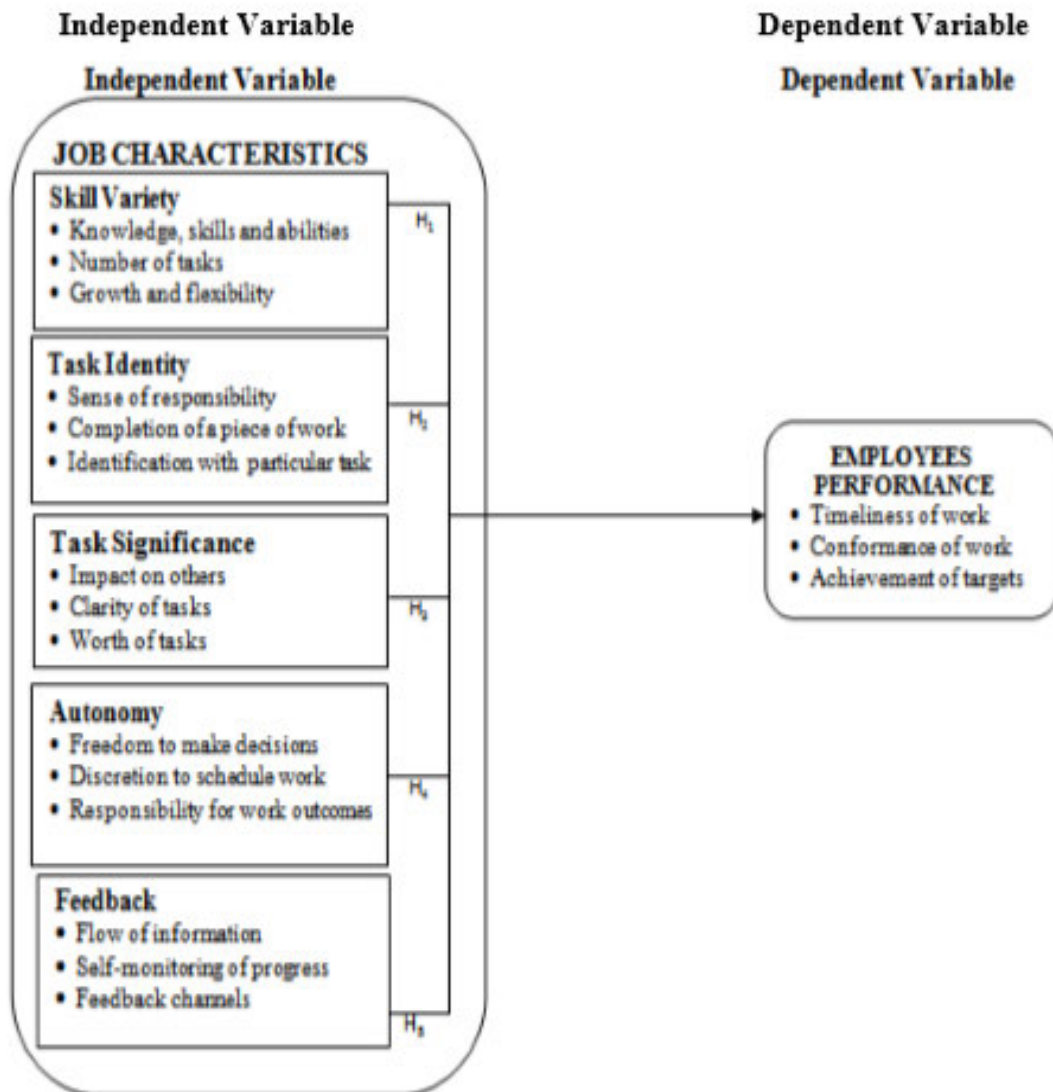 Independent Variable
Dependent Variable
Independent Variable
Dependent Variable
JOB CHARACTERISTICS
Skill Variety
• Knowledge, skills and abilities
• Number of tasks
• Growth and flexibility
H₁
Task Identity
• Sense of responsibility
• Completion of a piece of work
• Identification with particular task
H₂
Task Significance
• Impact on others
• Clarity of tasks
• Worth of tasks
H₃
Autonomy
• Freedom to make decisions
• Discretion to schedule work
• Responsibility for work outcomes
H₄
Feedback
• Flow of information
• Self-monitoring of progress
• Feedback channels
H₅
EMPLOYEES
PERFORMANCE
• Timeliness of work
• Conformance of work
• Achievement of targets